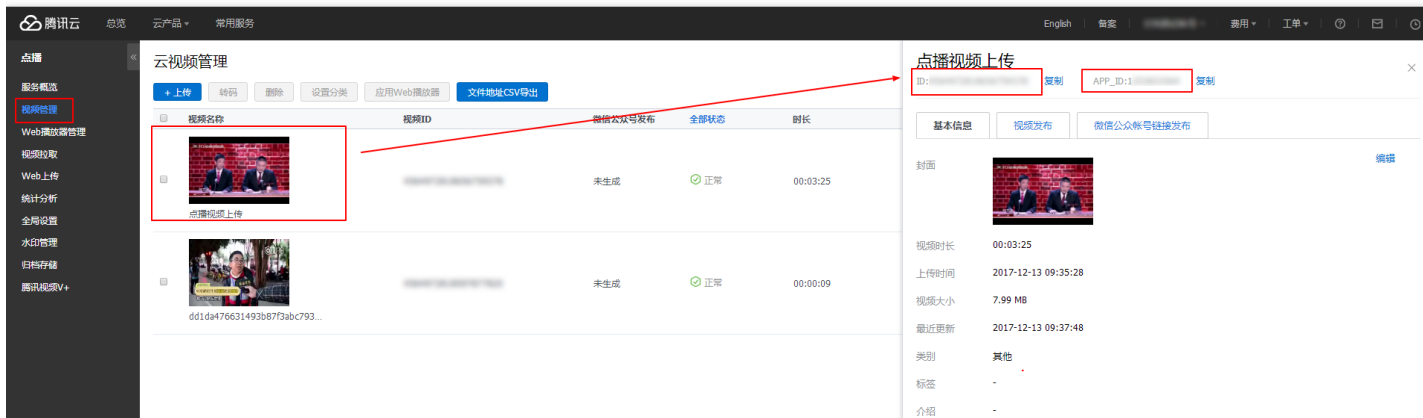 腾讯云 总览 云产品 常用服务 English 备案 费用 工单
点播
服务概览
视频管理
Web播放器管理
视频拉取
Web上传
统计分析
全局设置
水印管理
归档存储
腾讯视频V+
云视频管理
+ 上传 转码 删除 设置分类 应用Web播放器 文件地址CSV导出
视频名称 视频ID 微信公众号发布 全部状态 时长
未生成 正常 00:03:25
点播视频上传
未生成 正常 00:00:09
dd1da476631493b87f3abc793...
点播视频上传
ID: 复制 APP_ID:1 复制
基本信息 视频发布 微信公众帐号链接发布
封面 编辑
视频时长 00:03:25
上传时间 2017-12-13 09:35:28
视频大小 7.99 MB
最近更新 2017-12-13 09:37:48
类别 其他
标签 -
介绍 -